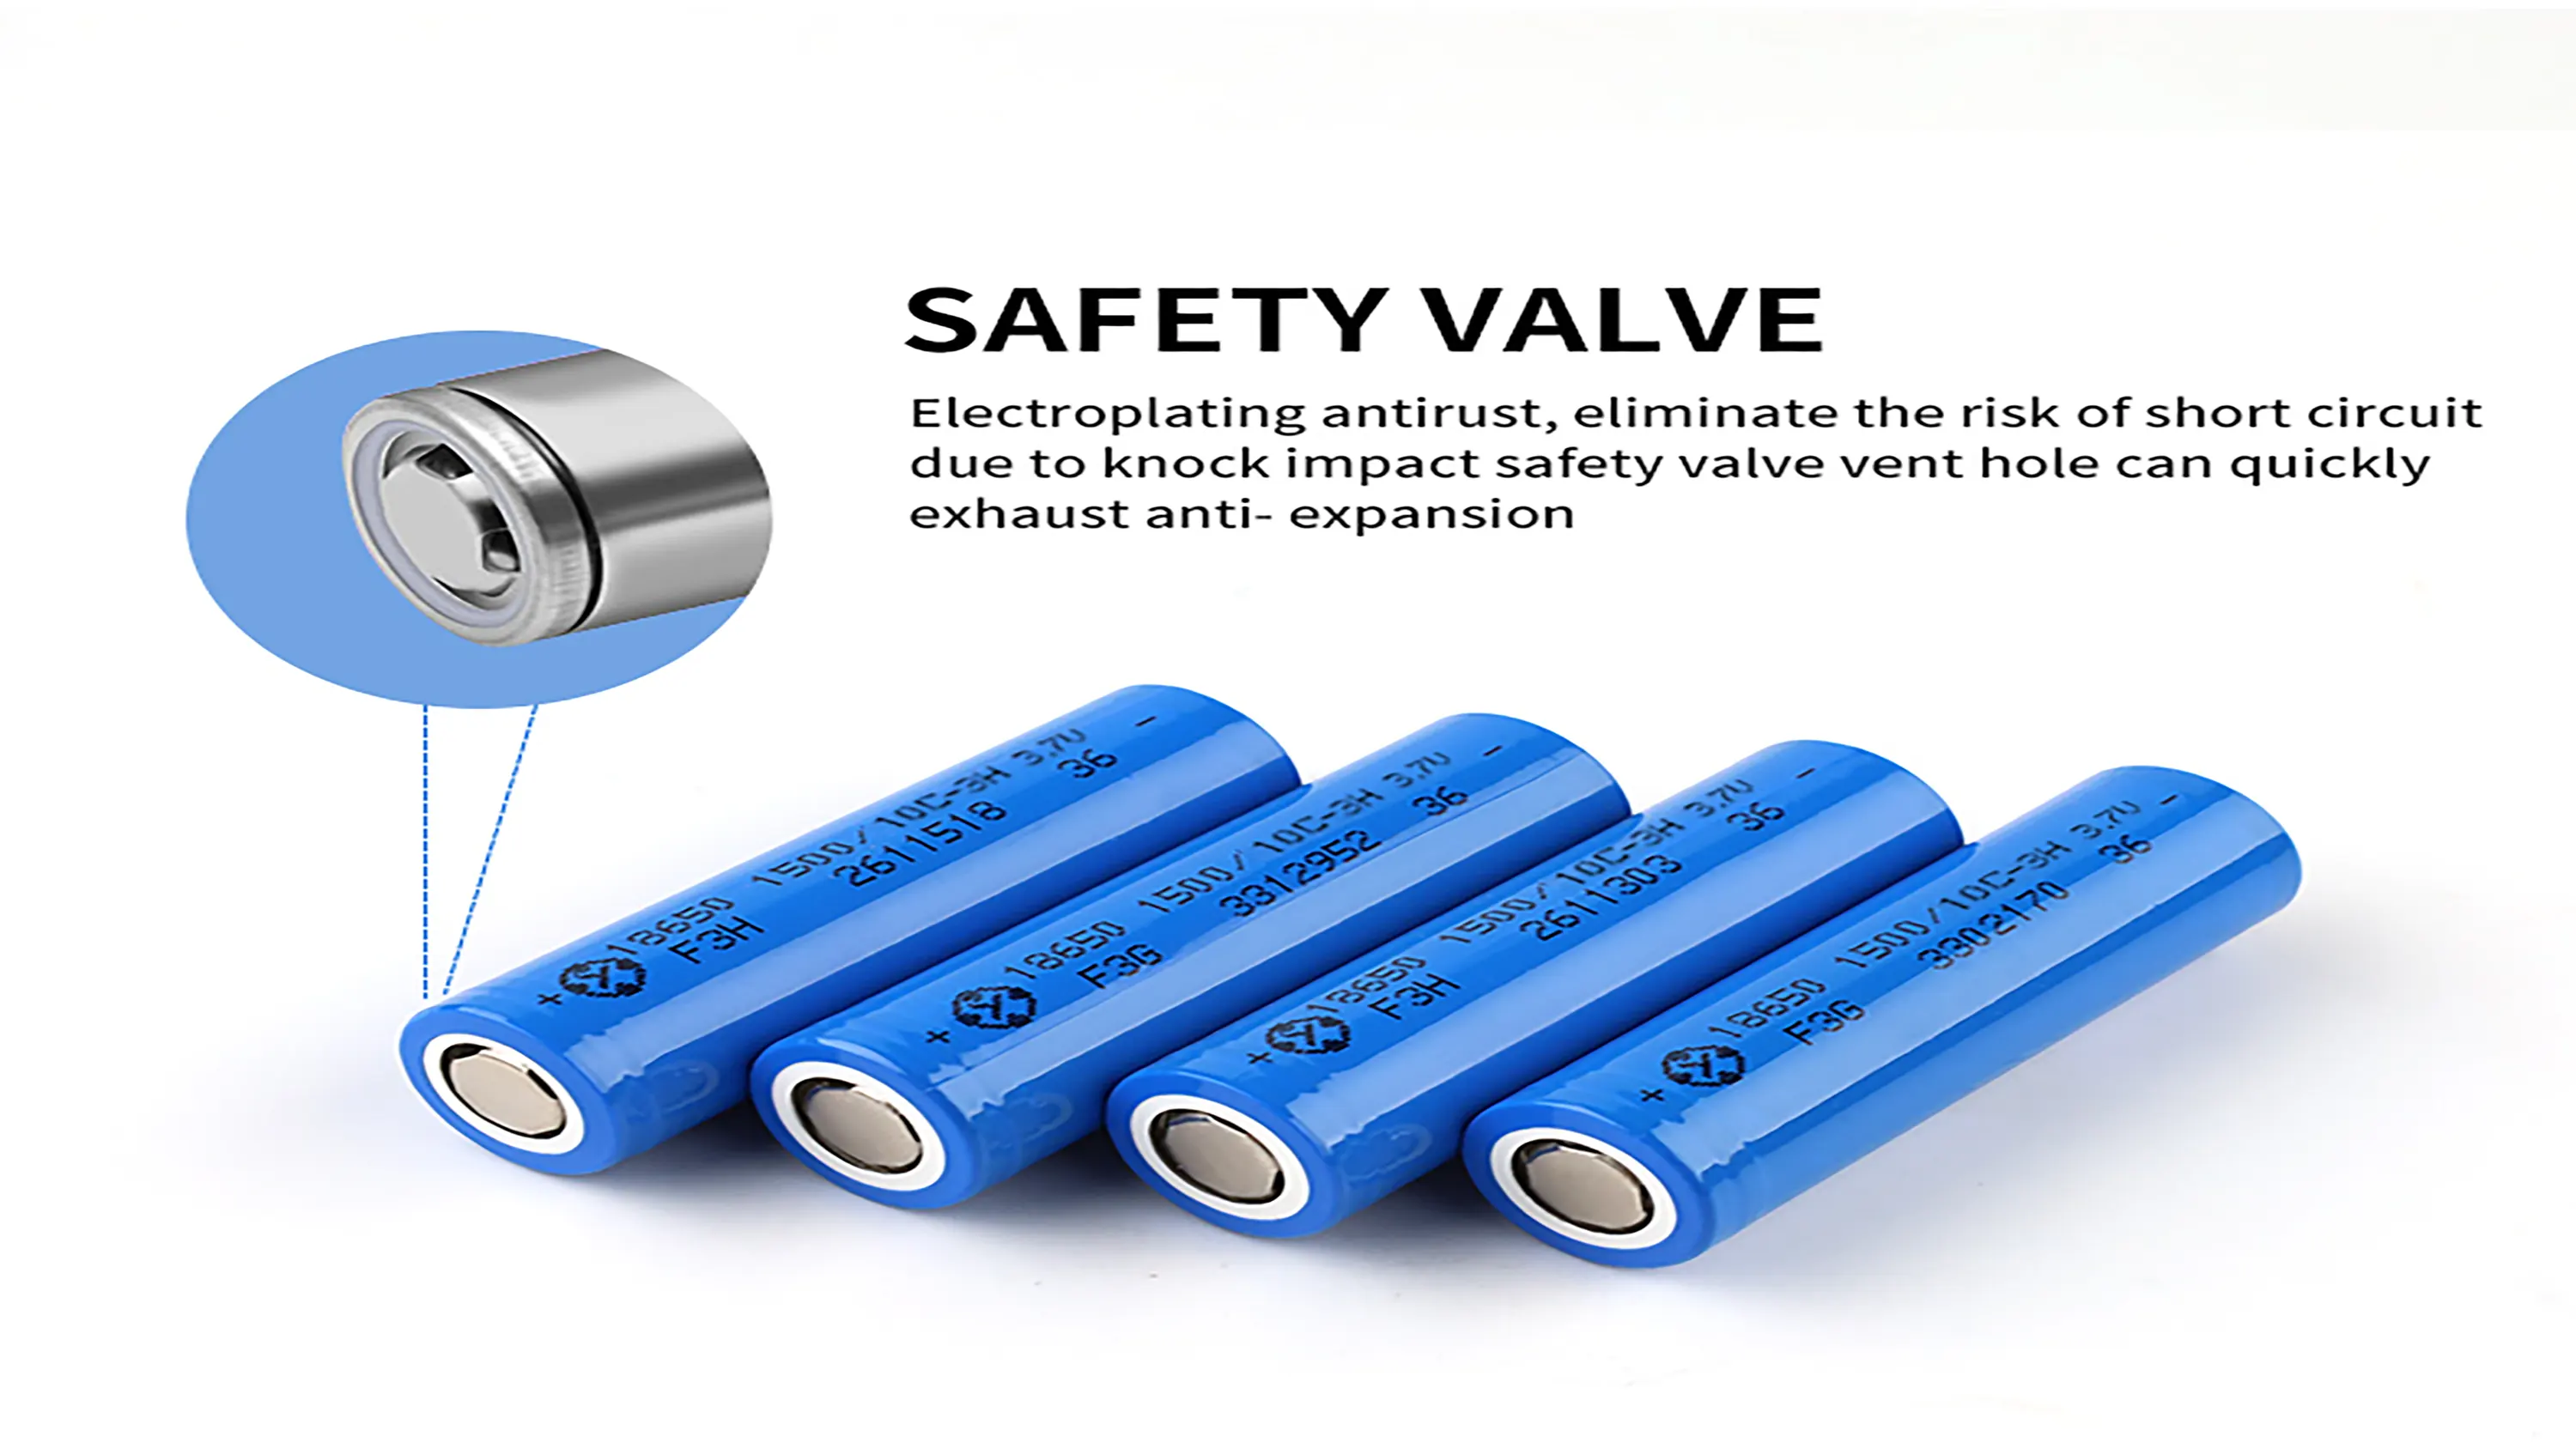 SAFETY VALVE
Electroplating antirust, eliminate the risk of short circuit
due to knock impact safety valve vent hole can quickly
exhaust anti- expansion
+ 18650 1500/10C-3H 3.7V -
F3H 2611518 36
+ 18650 1500/10C-3H 3.7V -
F3G 3312952 36
+ 18650 1500/10C-3H 3.7V -
F3H 2611303 36
+ 18650 1500/10C-3H 3.7V -
F3G 3302170 36